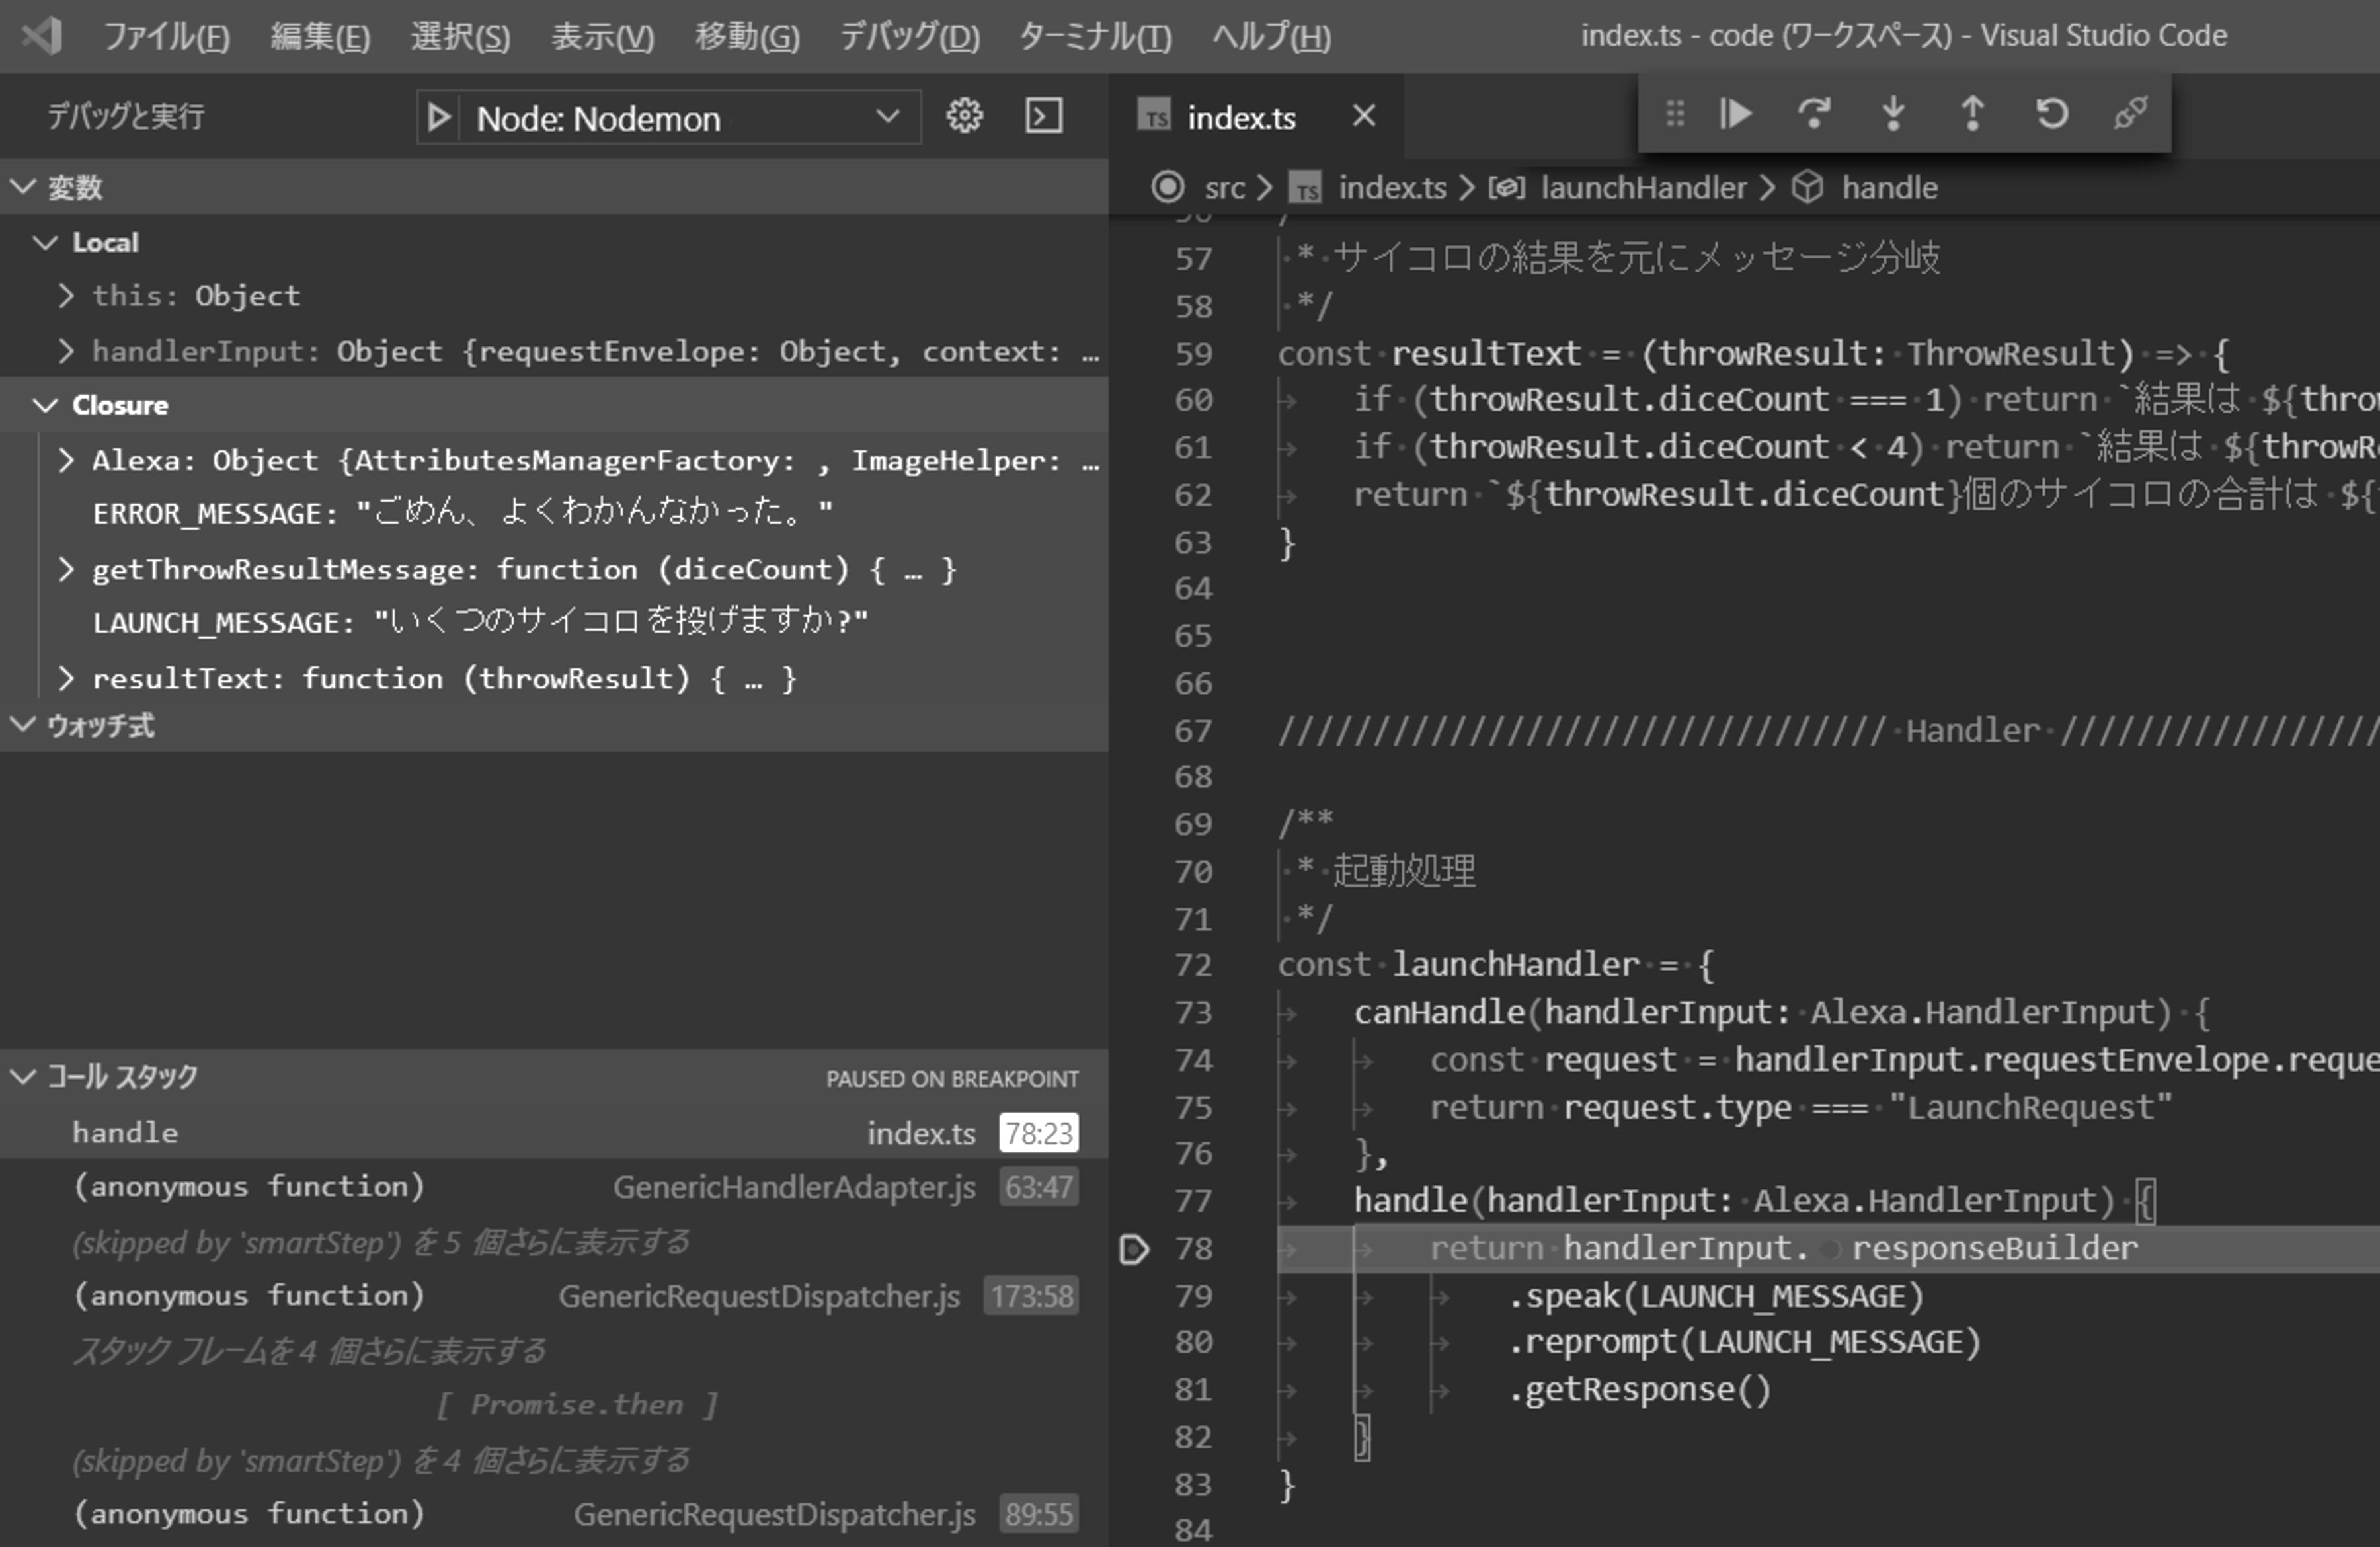 ファイル(F) 編集(E) 選択(S) 表示(V) 移動(G) デバッグ(D) ターミナル(T) ヘルプ(H) index.ts - code (ワークスペース) - Visual Studio Code
デバッグと実行 Node: Nodemon
変数
Local
this: Object
handlerInput: Object {requestEnvelope: Object, context: …
Closure
Alexa: Object {AttributesManagerFactory: , ImageHelper: …
ERROR_MESSAGE: "ごめん、よくわかんなかった。"
getThrowResultMessage: function (diceCount) { … }
LAUNCH_MESSAGE: "いくつのサイコロを投げますか?"
resultText: function (throwResult) { … }
ウォッチ式
コール スタック PAUSED ON BREAKPOINT
handle index.ts 78:23
(anonymous function) GenericHandlerAdapter.js 63:47
(skipped by 'smartStep') を 5 個さらに表示する
(anonymous function) GenericRequestDispatcher.js 173:58
スタック フレームを 4 個さらに表示する
[ Promise.then ]
(skipped by 'smartStep') を 4 個さらに表示する
(anonymous function) GenericRequestDispatcher.js 89:55
TS index.ts
src > TS index.ts > launchHandler > handle
57 * サイコロの結果を元にメッセージ分岐
58 */
59 const resultText = (throwResult: ThrowResult) => {
60 if (throwResult.diceCount === 1) return `結果は ${thro
61 if (throwResult.diceCount < 4) return `結果は ${throwR
62 return `${throwResult.diceCount}個のサイコロの合計は ${
63 }
64
65
66
67 //////////////////////////////// Handler /////////////////
68
69 /**
70 * 起動処理
71 */
72 const launchHandler = {
73 canHandle(handlerInput: Alexa.HandlerInput) {
74 const request = handlerInput.requestEnvelope.reque
75 return request.type === "LaunchRequest"
76 },
77 handle(handlerInput: Alexa.HandlerInput) {
78 return handlerInput. responseBuilder
79 .speak(LAUNCH_MESSAGE)
80 .reprompt(LAUNCH_MESSAGE)
81 .getResponse()
82 }
83 }
84